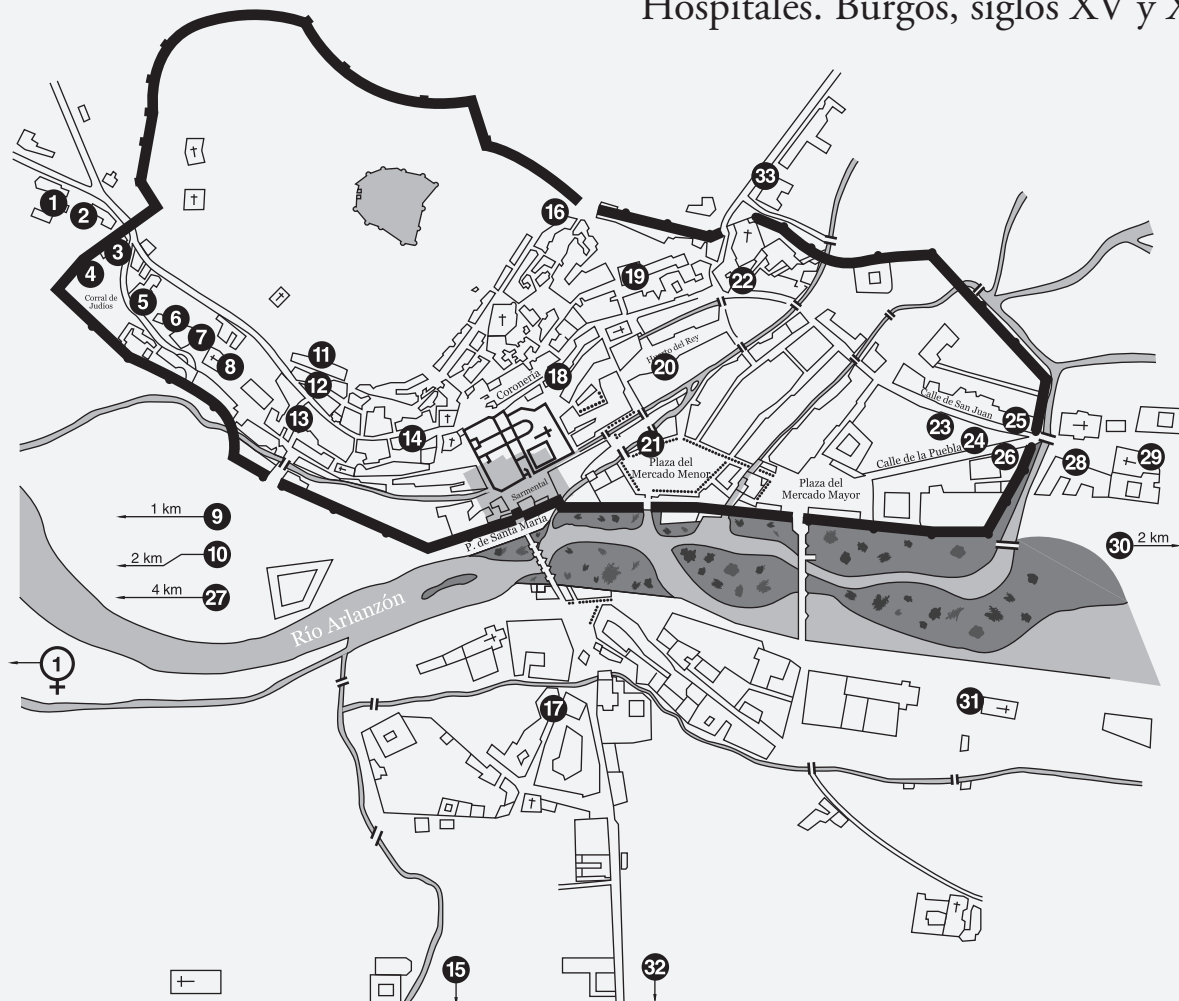 Hospitales. Burgos, siglos XV y X
33
1
2
16
3
4
Corral de
Judíos
19
22
5
6
7
8
11
12
Huerto del Rey
20
Coronería
18
13
14
Calle de San Juan
25
23
24
Calle de la Puebla
26
28
29
21
Plaza del
Mercado Menor
Plaza del
Mercado Mayor
Sarmental
P. de Santa María
1 km 9
2 km 10
4 km 27
30 2 km
Río Arlanzón
1
17
31
15
32